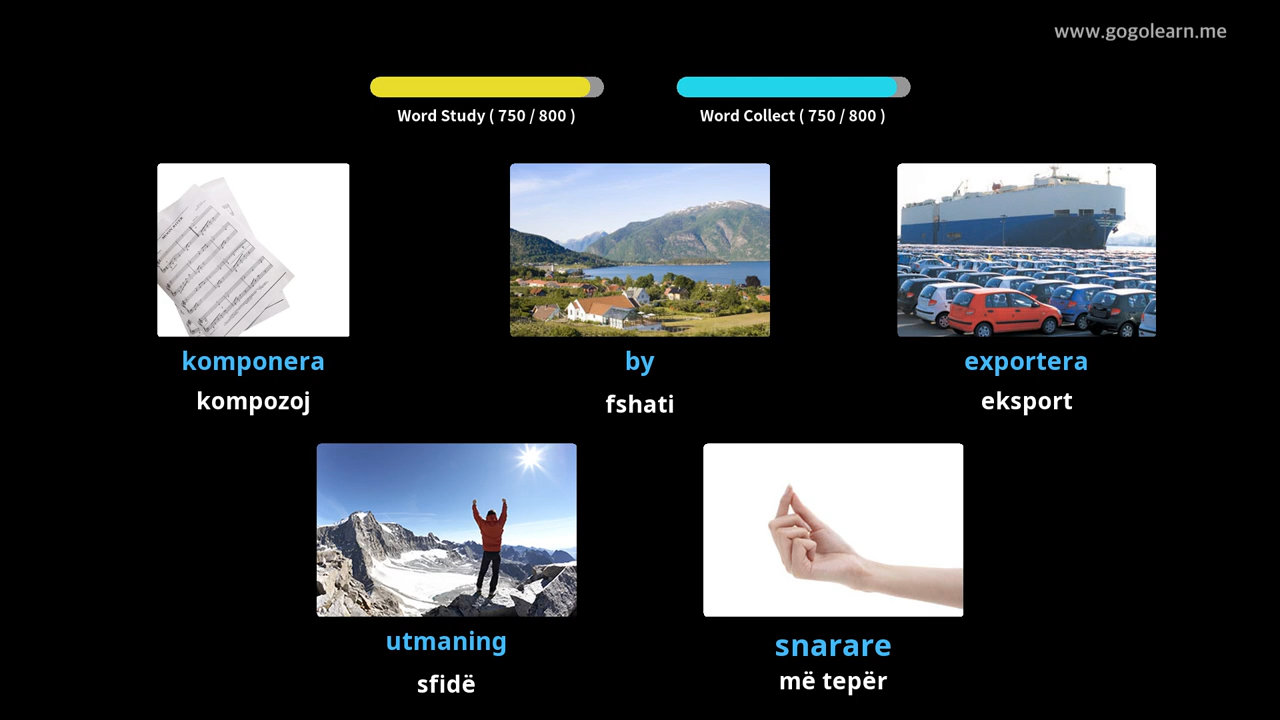 www.gogolearn.me
Word Study ( 750 / 800 )
Word Collect ( 750 / 800 )
komponera
kompozoj
by
fshati
exportera
eksport
utmaning
sfidë
snarare
më tepër